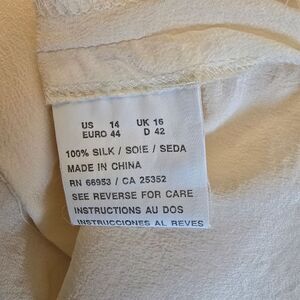 US 14 UK 16
EURO 44 D 42
100% SILK / SOIE / SEDA
MADE IN CHINA
RN 66953 / CA 25352
SEE REVERSE FOR CARE
INSTRUCTIONS AU DOS
INSTRUCCIONES AL REVES